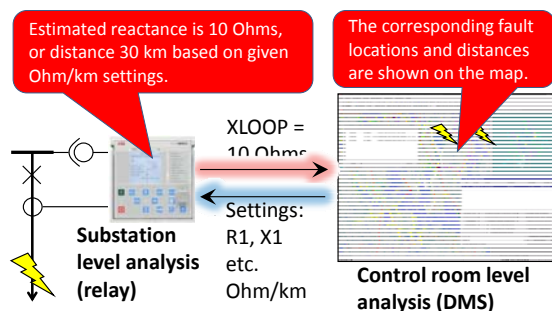 Estimated reactance is 10 Ohms,
or distance 30 km based on given
Ohm/km settings.
The corresponding fault
locations and distances
are shown on the map.
XLOOP =
10 Ohms
Settings:
R1, X1
etc.
Ohm/km
Substation
level analysis
(relay)
Control room level
analysis (DMS)